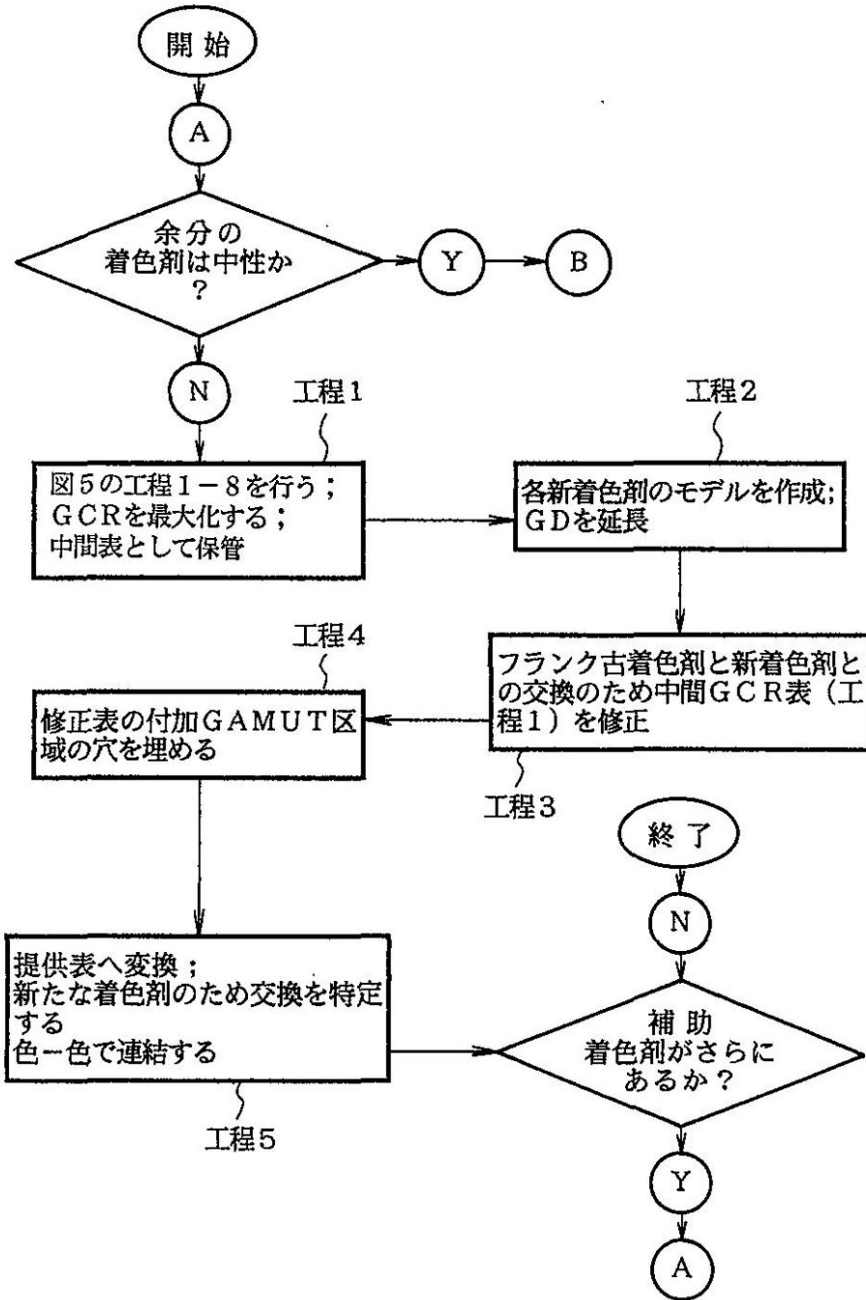 開始
A
余分の
着色剤は中性か
?
Y
B
N
工程1
図5の工程1-8を行う;
GCRを最大化する;
中間表として保管
工程2
各新着色剤のモデルを作成;
GDを延長
フランク古着色剤と新着色剤と
の交換のため中間GCR表(工
程1)を修正
工程3
工程4
修正表の付加GAMUT区
域の穴を埋める
提供表へ変換;
新たな着色剤のため交換を特定
する
色-色で連結する
工程5
終了
N
補助
着色剤がさらに
あるか?
Y
A